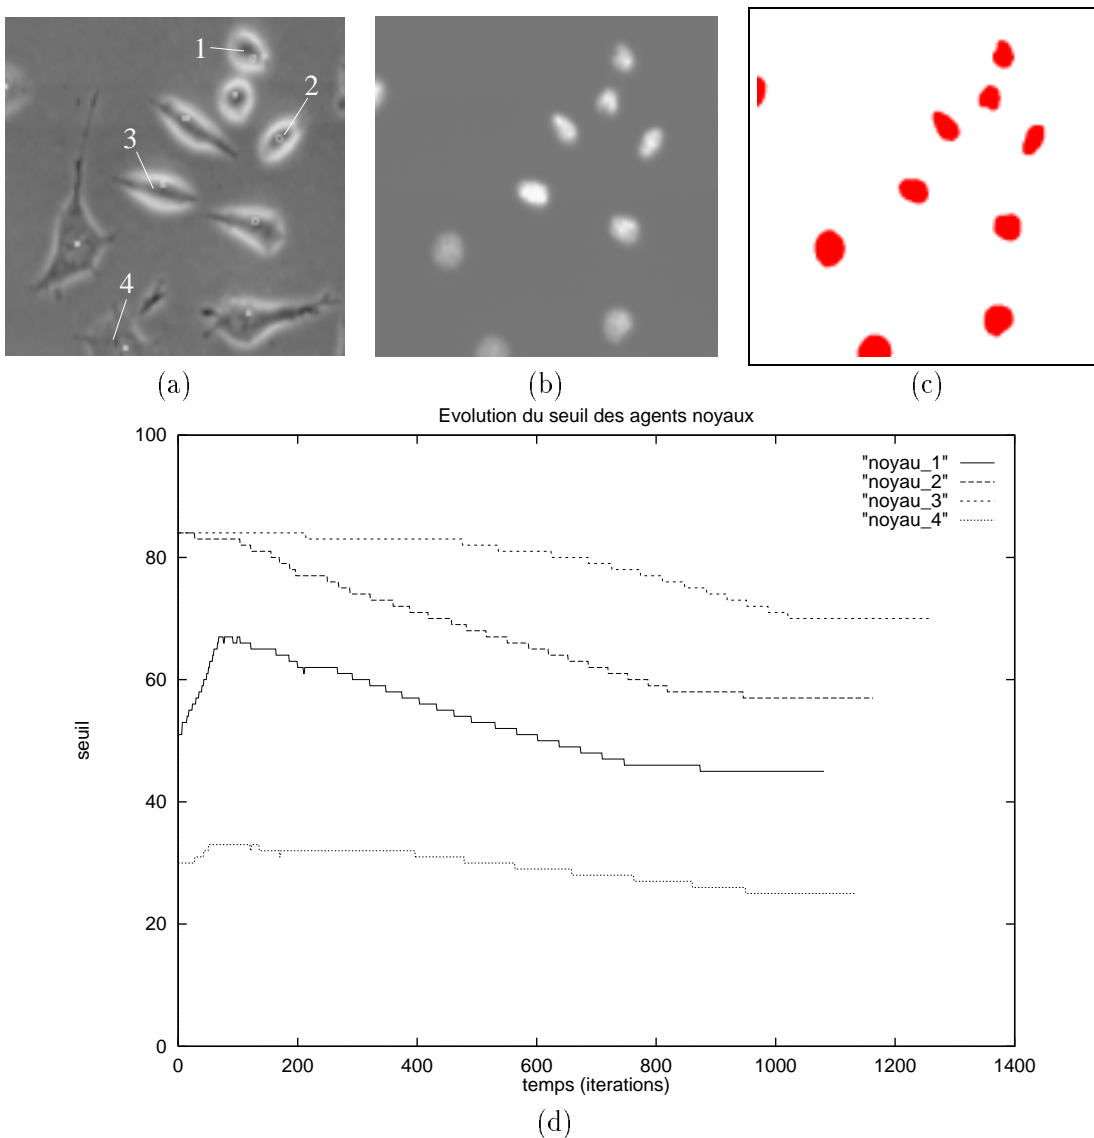 1
2
3
4
(a)
(b)
(c)
Evolution du seuil des agents noyaux
100
80
60
40
20
0
seuil
"noyau_1"
"noyau_2"
"noyau_3"
"noyau_4"
0 200 400 600 800 1000 1200 1400
temps (iterations)
(d)